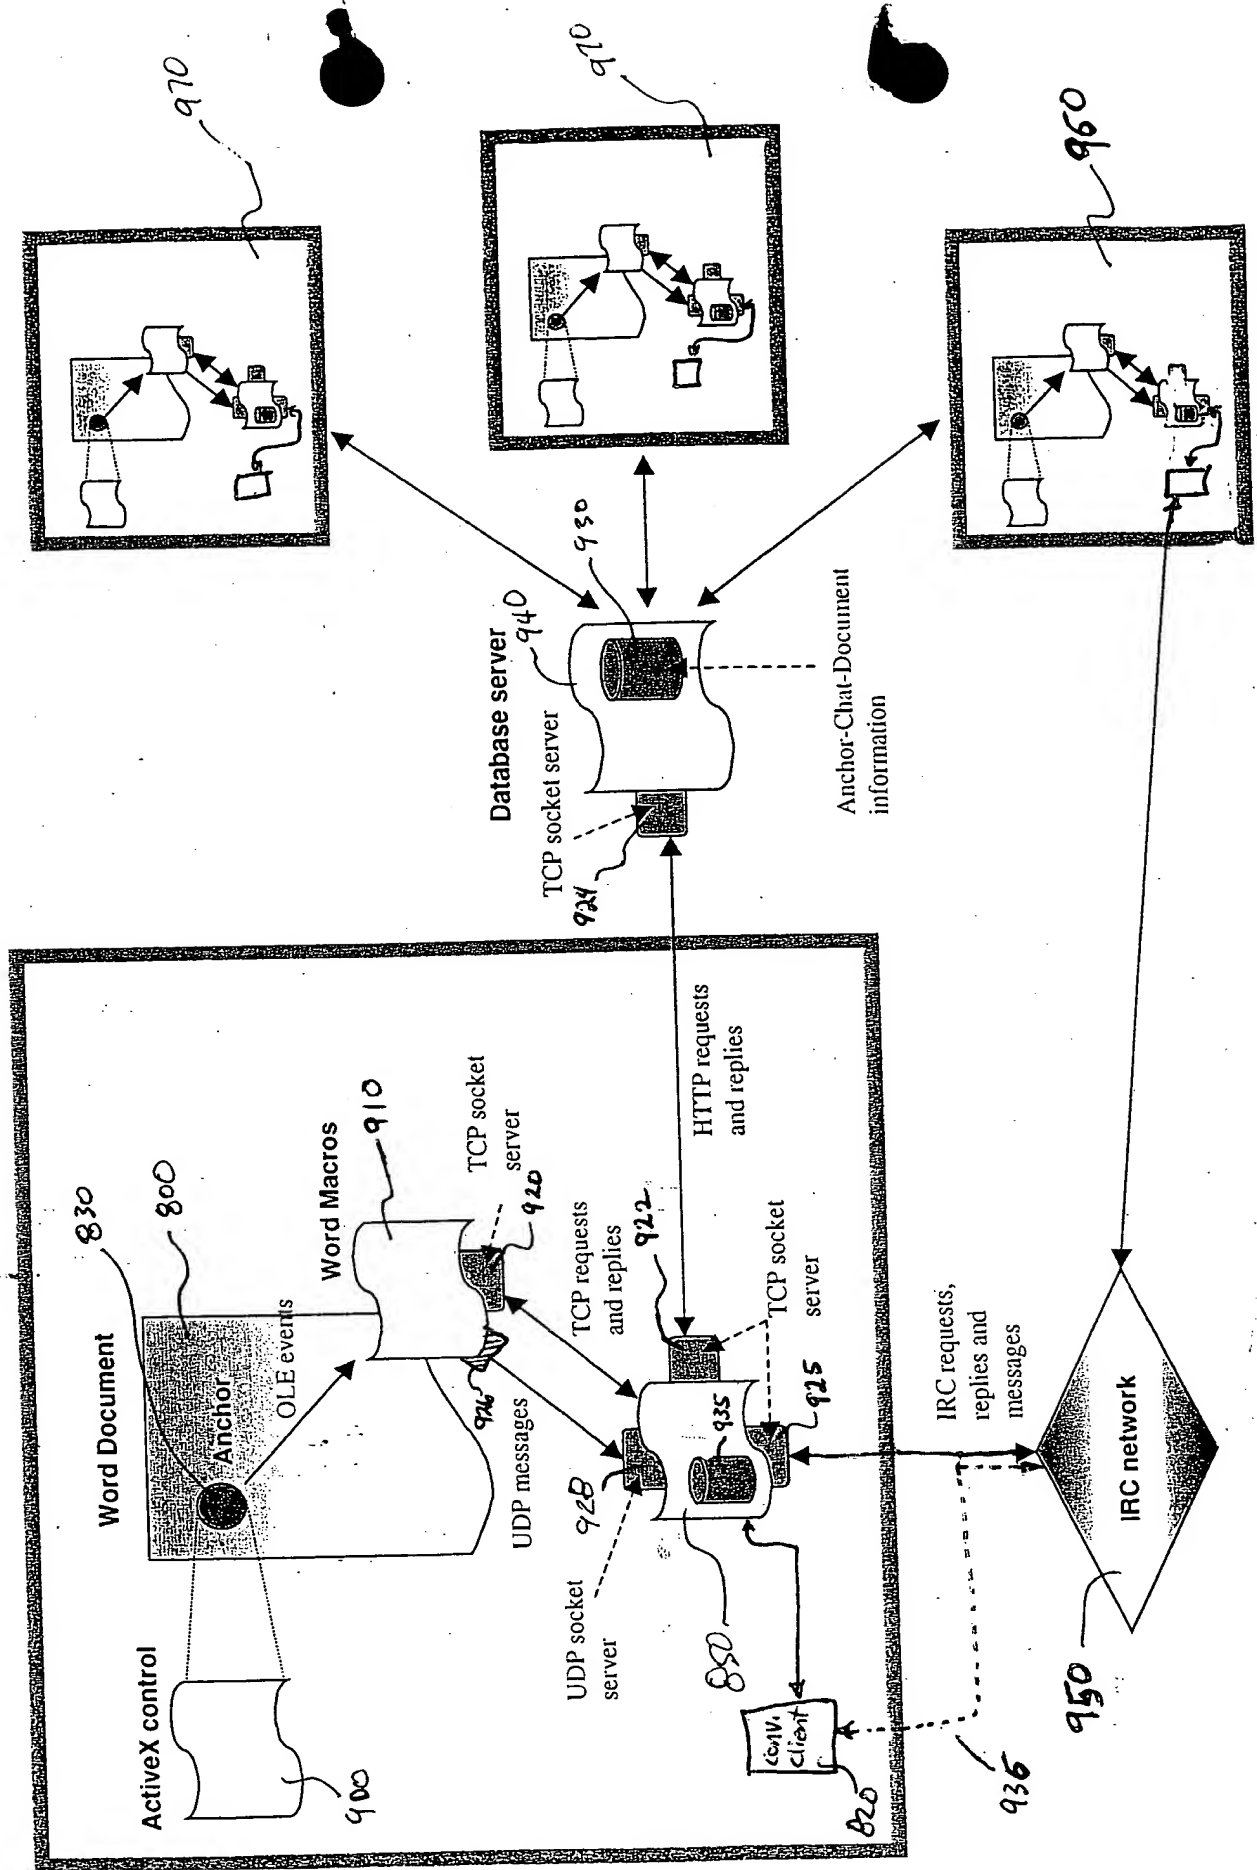 Word Document
830
800
ActiveX control
900
Anchor
OLE events
Word Macros
910
TCP socket
server
920
926
UDP messages
TCP requests
and replies
922
UDP socket
server
928
935
850
TCP socket
server
925
conv.
client
820
936
HTTP requests
and replies
IRC requests,
replies and
messages
IRC network
950
Database server
940
TCP socket server
924
930
Anchor-Chat-Document
information
970
970
960